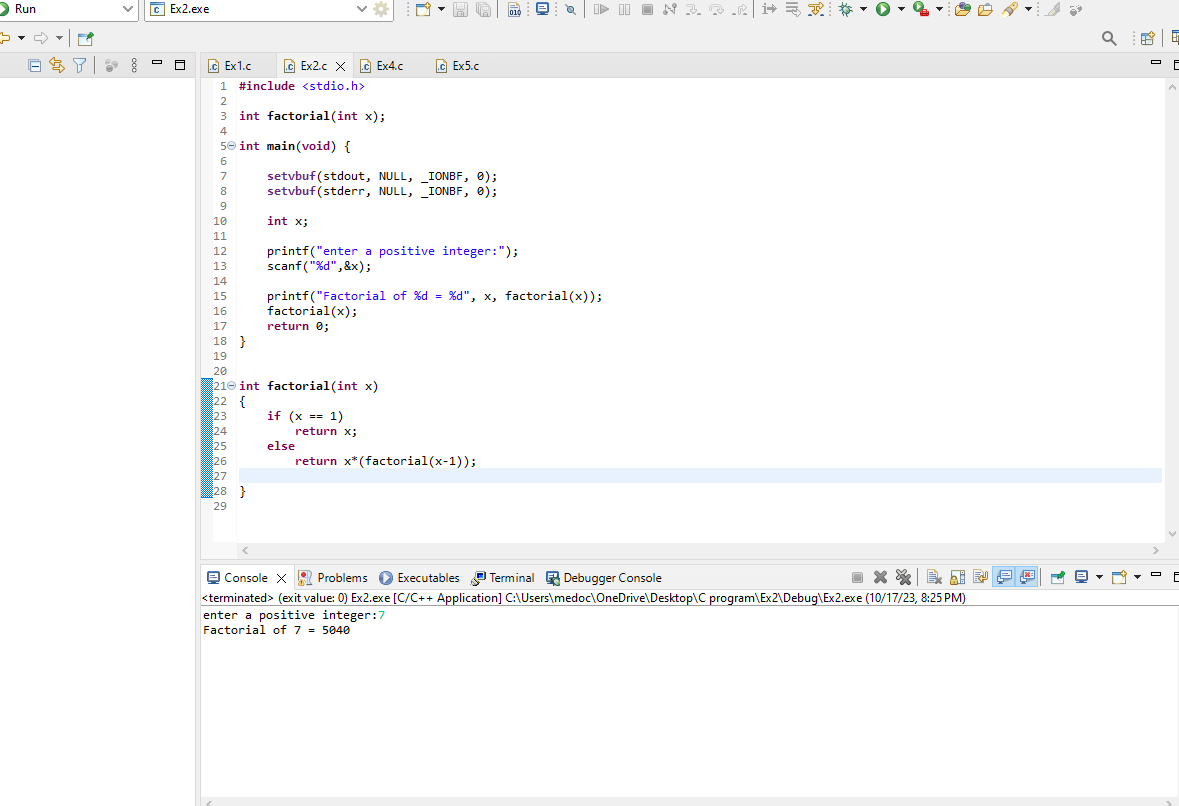 Run
Ex2.exe
Ex1.c
Ex2.c
Ex4.c
Ex5.c
1 #include <stdio.h>
2
3 int factorial(int x);
4
5 int main(void) {
6
7 setvbuf(stdout, NULL, _IONBF, 0);
8 setvbuf(stderr, NULL, _IONBF, 0);
9
10 int x;
11
12 printf("enter a positive integer:");
13 scanf("%d",&x);
14
15 printf("Factorial of %d = %d", x, factorial(x));
16 factorial(x);
17 return 0;
18 }
19
20
21 int factorial(int x)
22 {
23 if (x == 1)
24 return x;
25 else
26 return x*(factorial(x-1));
27
28 }
29
Console Problems Executables Terminal Debugger Console
<terminated> (exit value: 0) Ex2.exe [C/C++ Application] C:\Users\medoc\OneDrive\Desktop\C program\Ex2\Debug\Ex2.exe (10/17/23, 8:25 PM)
enter a positive integer:7
Factorial of 7 = 5040